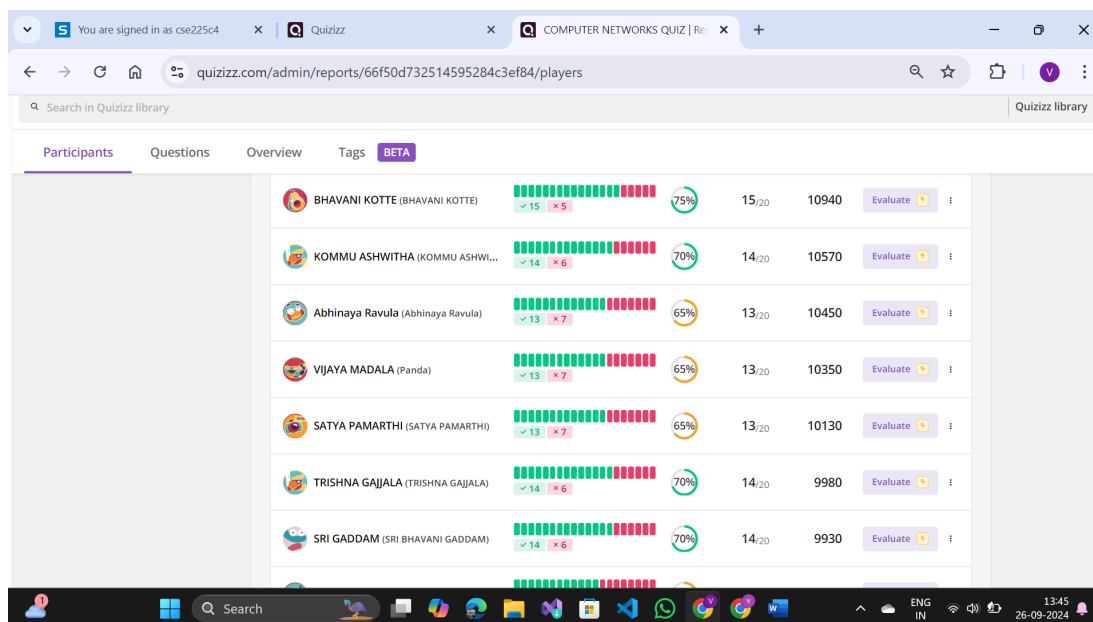 You are signed in as cse225c4
Quizizz
COMPUTER NETWORKS QUIZ | Re
quizizz.com/admin/reports/66f50d732514595284c3ef84/players
V
Search in Quizizz library
Quizizz library
Participants Questions Overview Tags BETA
BHAVANI KOTTE (BHAVANI KOTTE) 75% 15/20 10940 Evaluate
✓ 15 × 5
KOMMU ASHWITHA (KOMMU ASHWI... 70% 14/20 10570 Evaluate
✓ 14 × 6
Abhinaya Ravula (Abhinaya Ravula) 65% 13/20 10450 Evaluate
✓ 13 × 7
VIJAYA MADALA (Panda) 65% 13/20 10350 Evaluate
✓ 13 × 7
SATYA PAMARTHI (SATYA PAMARTHI) 65% 13/20 10130 Evaluate
✓ 13 × 7
TRISHNA GAJJALA (TRISHNA GAJJALA) 70% 14/20 9980 Evaluate
✓ 14 × 6
SRI GADDAM (SRI BHAVANI GADDAM) 70% 14/20 9930 Evaluate
✓ 14 × 6
1
Search
ENG
IN
13:45
26-09-2024